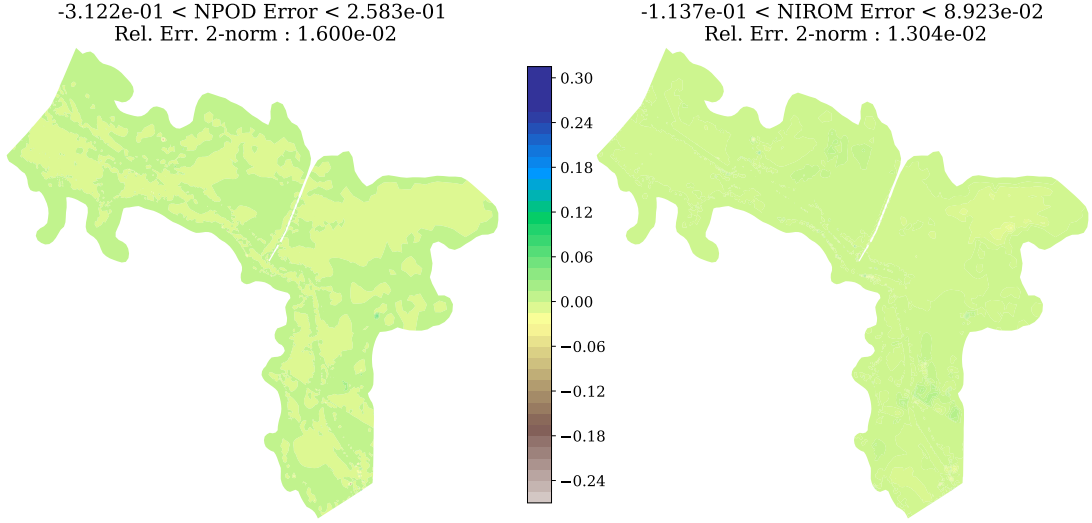 -3.122e-01 < NPOD Error < 2.583e-01
Rel. Err. 2-norm : 1.600e-02
-1.137e-01 < NIROM Error < 8.923e-02
Rel. Err. 2-norm : 1.304e-02
0.30
0.24
0.18
0.12
0.06
0.00
−0.06
−0.12
−0.18
−0.24